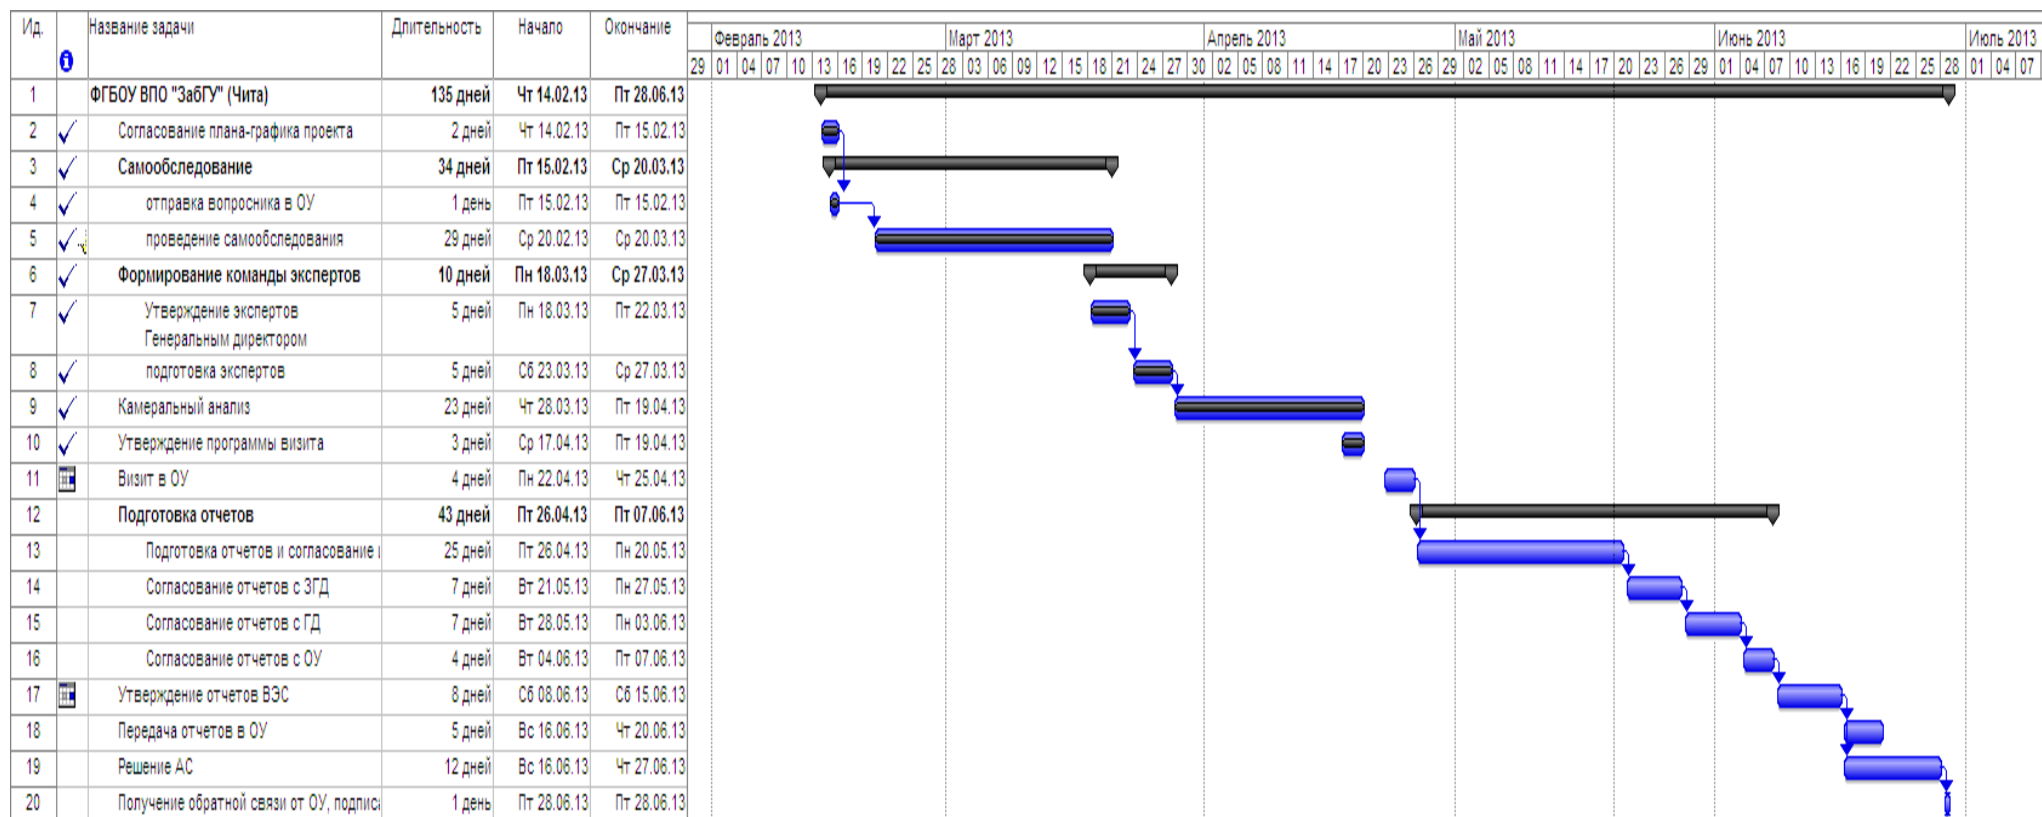 Ид. Название задачи Длительность Начало Окончание
Февраль 2013 Март 2013 Апрель 2013 Май 2013 Июнь 2013 Июль 2013
29 01 04 07 10 13 16 19 22 25 28 03 06 09 12 15 18 21 24 27 30 02 05 08 11 14 17 20 23 26 29 02 05 08 11 14 17 20 23 26 29 01 04 07 10 13 16 19 22 25 28 01 04 07
1 ФГБОУ ВПО "ЗабГУ" (Чита) 135 дней Чт 14.02.13 Пт 28.06.13
2 Согласование плана-графика проекта 2 дней Чт 14.02.13 Пт 15.02.13
3 Самообследование 34 дней Пт 15.02.13 Ср 20.03.13
4 отправка вопросника в ОУ 1 день Пт 15.02.13 Пт 15.02.13
5 проведение самообследования 29 дней Ср 20.02.13 Ср 20.03.13
6 Формирование команды экспертов 10 дней Пн 18.03.13 Ср 27.03.13
7 Утверждение экспертов 5 дней Пн 18.03.13 Пт 22.03.13
Генеральным директором
8 подготовка экспертов 5 дней Сб 23.03.13 Ср 27.03.13
9 Камеральный анализ 23 дней Чт 28.03.13 Пт 19.04.13
10 Утверждение программы визита 3 дней Ср 17.04.13 Пт 19.04.13
11 Визит в ОУ 4 дней Пн 22.04.13 Чт 25.04.13
12 Подготовка отчетов 43 дней Пт 26.04.13 Пт 07.06.13
13 Подготовка отчетов и согласование 25 дней Пт 26.04.13 Пн 20.05.13
14 Согласование отчетов с ЗГД 7 дней Вт 21.05.13 Пн 27.05.13
15 Согласование отчетов с ГД 7 дней Вт 28.05.13 Пн 03.06.13
16 Согласование отчетов с ОУ 4 дней Вт 04.06.13 Пт 07.06.13
17 Утверждение отчетов ВЭС 8 дней Сб 08.06.13 Сб 15.06.13
18 Передача отчетов в ОУ 5 дней Вс 16.06.13 Чт 20.06.13
19 Решение АС 12 дней Вс 16.06.13 Чт 27.06.13
20 Получение обратной связи от ОУ, подписа 1 день Пт 28.06.13 Пт 28.06.13